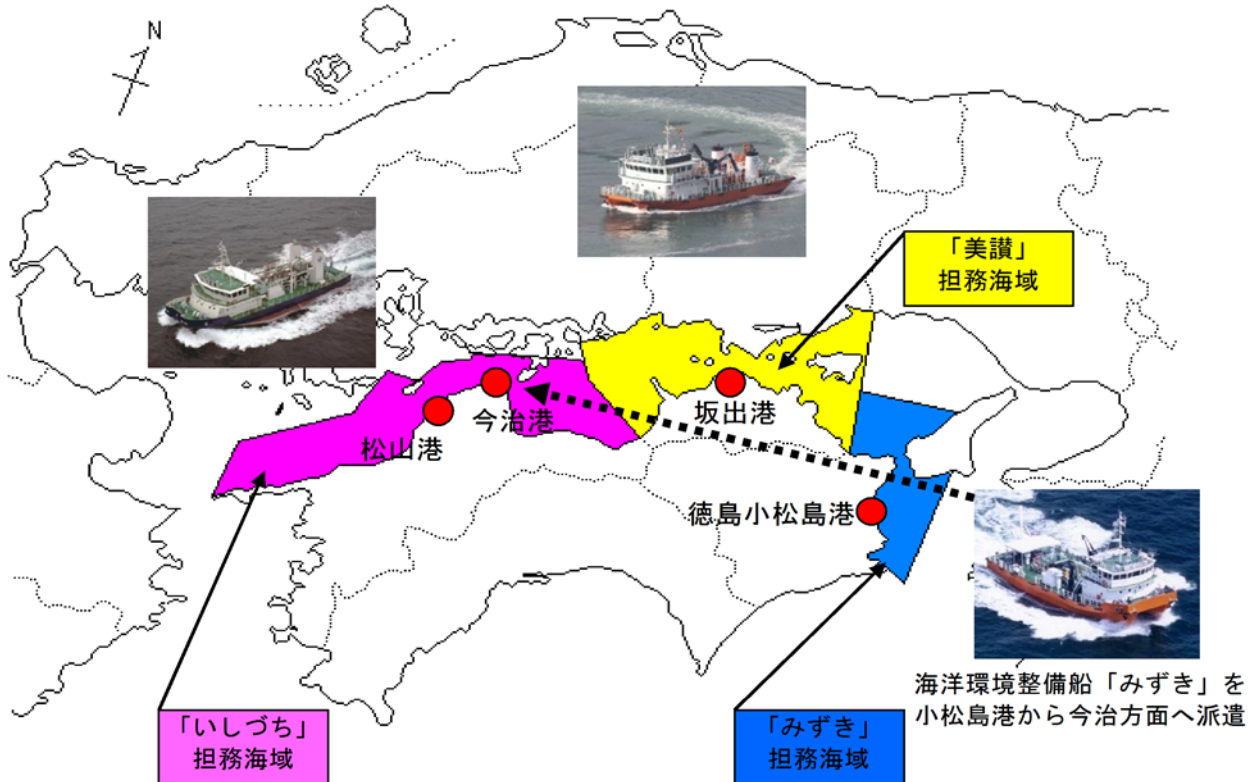 N
「美讃」
担務海域
坂出港
今治港
松山港
徳島小松島港
海洋環境整備船「みずき」を
小松島港から今治方面へ派遣
「いしづち」
担務海域
「みずき」
担務海域